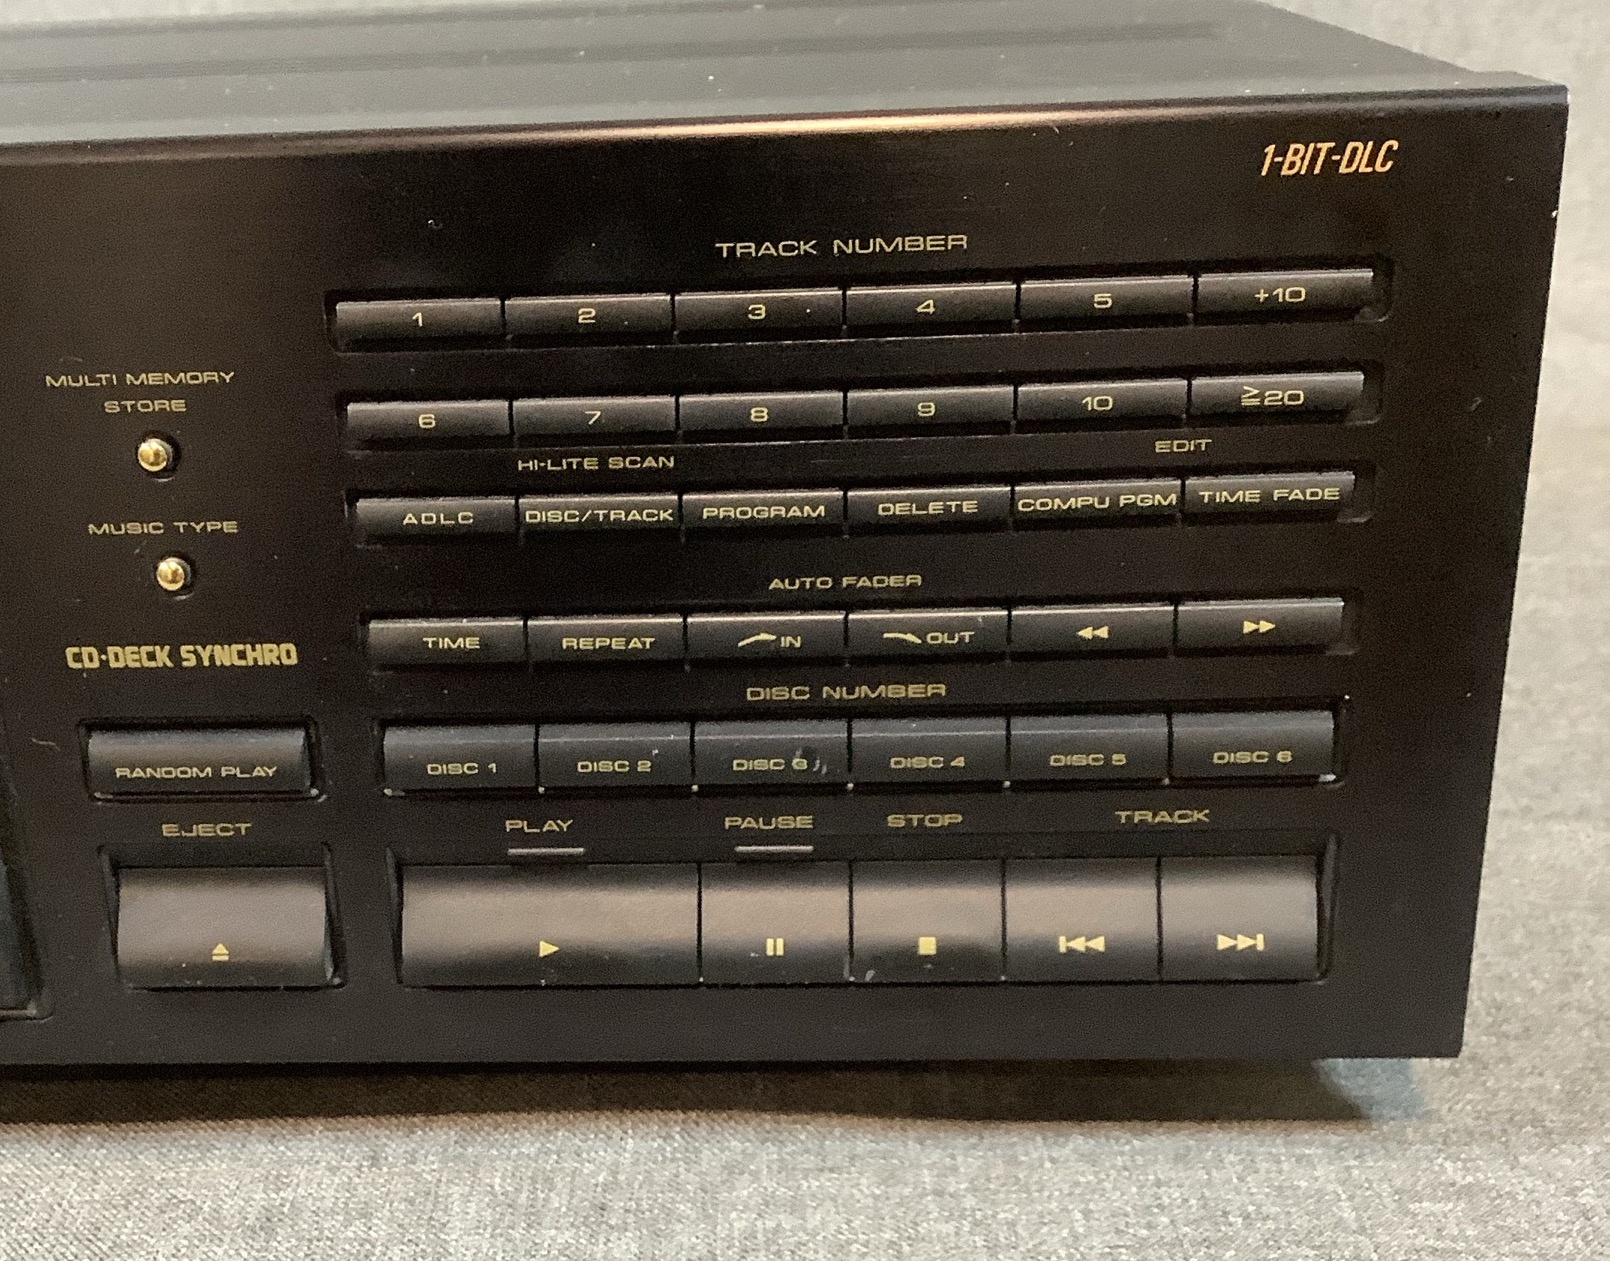 1-BIT-DLC
TRACK NUMBER
1 2 3 4 5 +10
MULTI MEMORY
STORE
6 7 8 9 10 ≧20
HI-LITE SCAN EDIT
ADLC DISC/TRACK PROGRAM DELETE COMPU PGM TIME FADE
MUSIC TYPE
AUTO FADER
TIME REPEAT IN OUT
CD·DECK SYNCHRO
DISC NUMBER
RANDOM PLAY DISC 1 DISC 2 DISC 3 DISC 4 DISC 5 DISC 6
EJECT PLAY PAUSE STOP TRACK